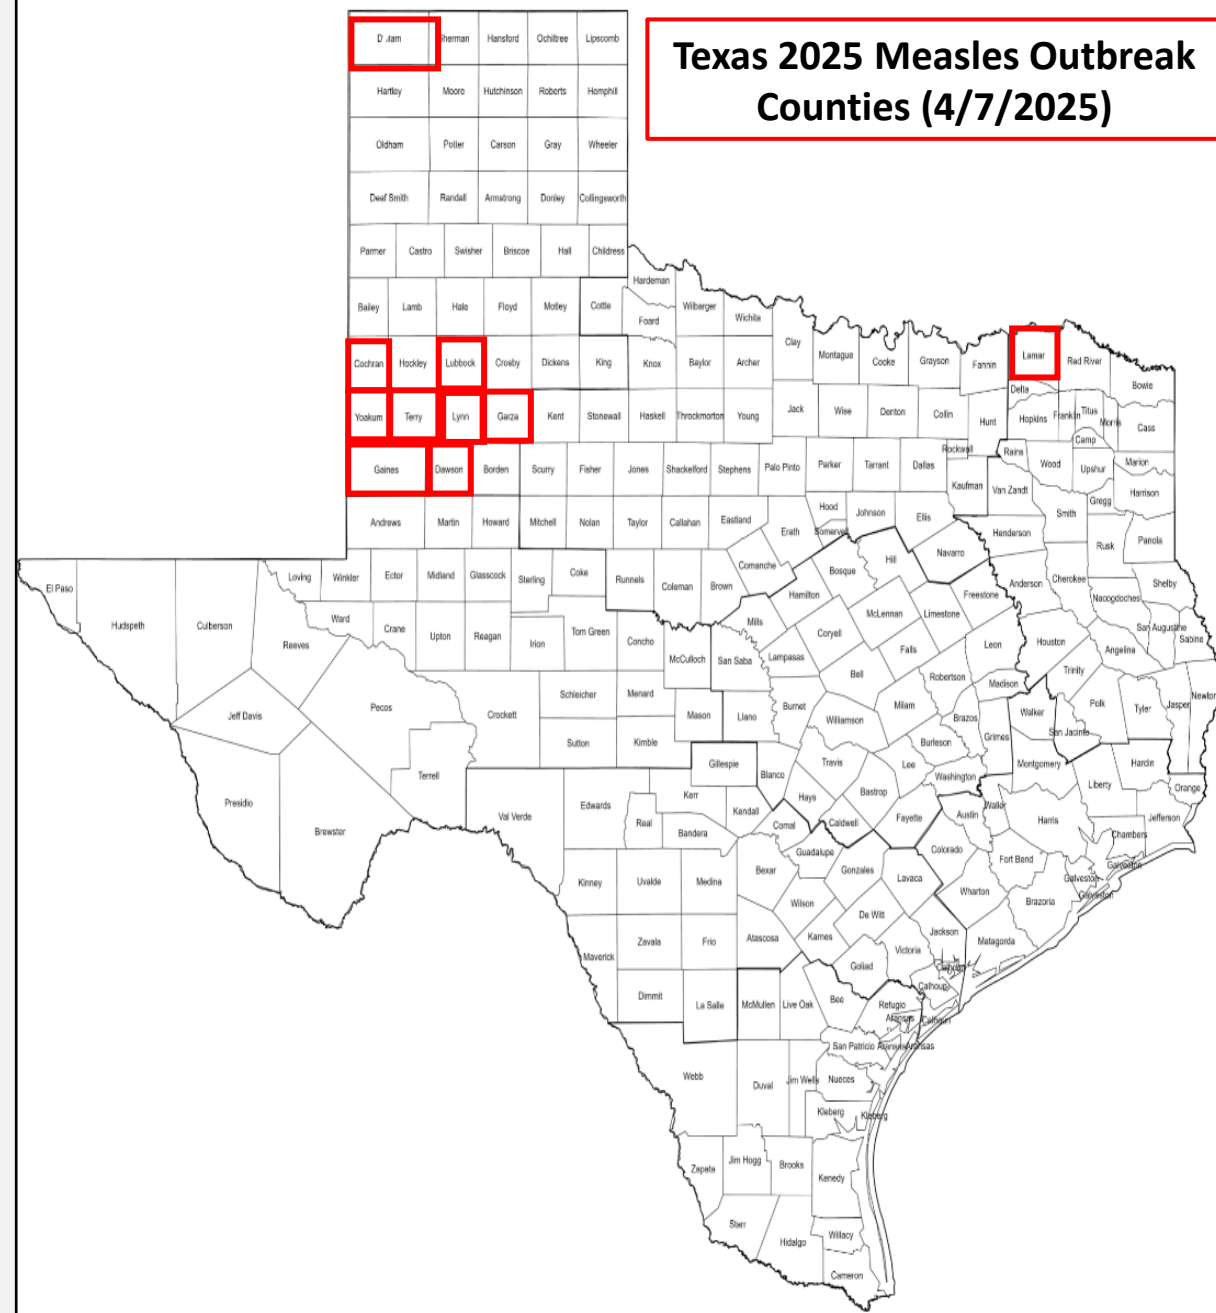 Texas 2025 Measles Outbreak
Counties (4/7/2025)
Sherman Hansford Ochiltree Lipscomb
Hartley Moore Hutchinson Roberts Hemphill
Oldham Potter Carson Gray Wheeler
Deaf Smith Randall Armstrong Donley Collingsworth
Parmer Castro Swisher Briscoe Hall Childress
Hardeman
Bailey Lamb Hale Floyd Motley Cottle Foard Wilbarger Wichita
Cochran Hockley Lubbock Crosby Dickens King Knox Baylor Archer Clay Montague Cooke Grayson Fannin Lamar Red River Bowie
Delta
Yoakum Terry Lynn Garza Kent Stonewall Haskell Throckmorton Young Jack Wise Denton Collin Hunt Hopkins Franklin Titus Morris Cass
Camp
Gaines Dawson Borden Scurry Fisher Jones Shackelford Stephens Palo Pinto Parker Tarrant Dallas Rockwall Rains Wood Upshur Marion
Kaufman Van Zandt Gregg Harrison
Andrews Martin Howard Mitchell Nolan Taylor Callahan Eastland Erath Hood Somervell Johnson Ellis Henderson Smith Rusk Panola
El Paso Hudspeth Culberson Loving Winkler Ector Midland Glasscock Sterling Coke Runnels Coleman Brown Comanche Hamilton Bosque Hill Navarro Freestone Anderson Cherokee Nacogdoches Shelby
Reeves Ward Crane Upton Reagan Irion Tom Green Concho McCulloch San Saba Mills Lampasas Coryell McLennan Limestone Falls Leon Houston Angelina San Augustine Sabine
Jeff Davis Pecos Crockett Schleicher Menard Mason Llano Burnet Bell Williamson Milam Robertson Madison Brazos Grimes Walker Trinity San Jacinto Polk Tyler Jasper Newton
Terrell Sutton Kimble Gillespie Blanco Travis Lee Burleson Washington Montgomery Liberty Hardin Orange
Presidio Brewster Val Verde Edwards Real Kerr Bandera Kendall Comal Hays Caldwell Bastrop Fayette Austin Waller Harris Chambers Jefferson
Kinney Uvalde Medina Bexar Guadalupe Gonzales Lavaca Colorado Fort Bend Galveston Galveston Galveston
Wilson De Witt Wharton Brazoria
Maverick Zavala Frio Atascosa Karnes Goliad Victoria Jackson Matagorda
Dimmit La Salle McMullen Live Oak Bee Refugio Calhoun Calhoun Calhoun
Aransas San Patricio Aransas Aransas
Webb Duval Jim Wells Nueces
Kleberg Kleberg
Zapata Jim Hogg Brooks Kenedy
Starr Hidalgo Willacy
Cameron